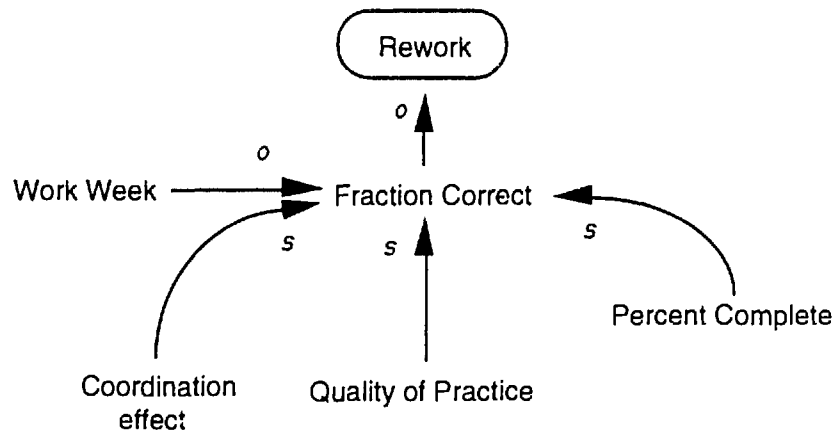 Rework
o
o
Work Week
Fraction Correct
s
s
s
Percent Complete
Coordination
effect
Quality of Practice